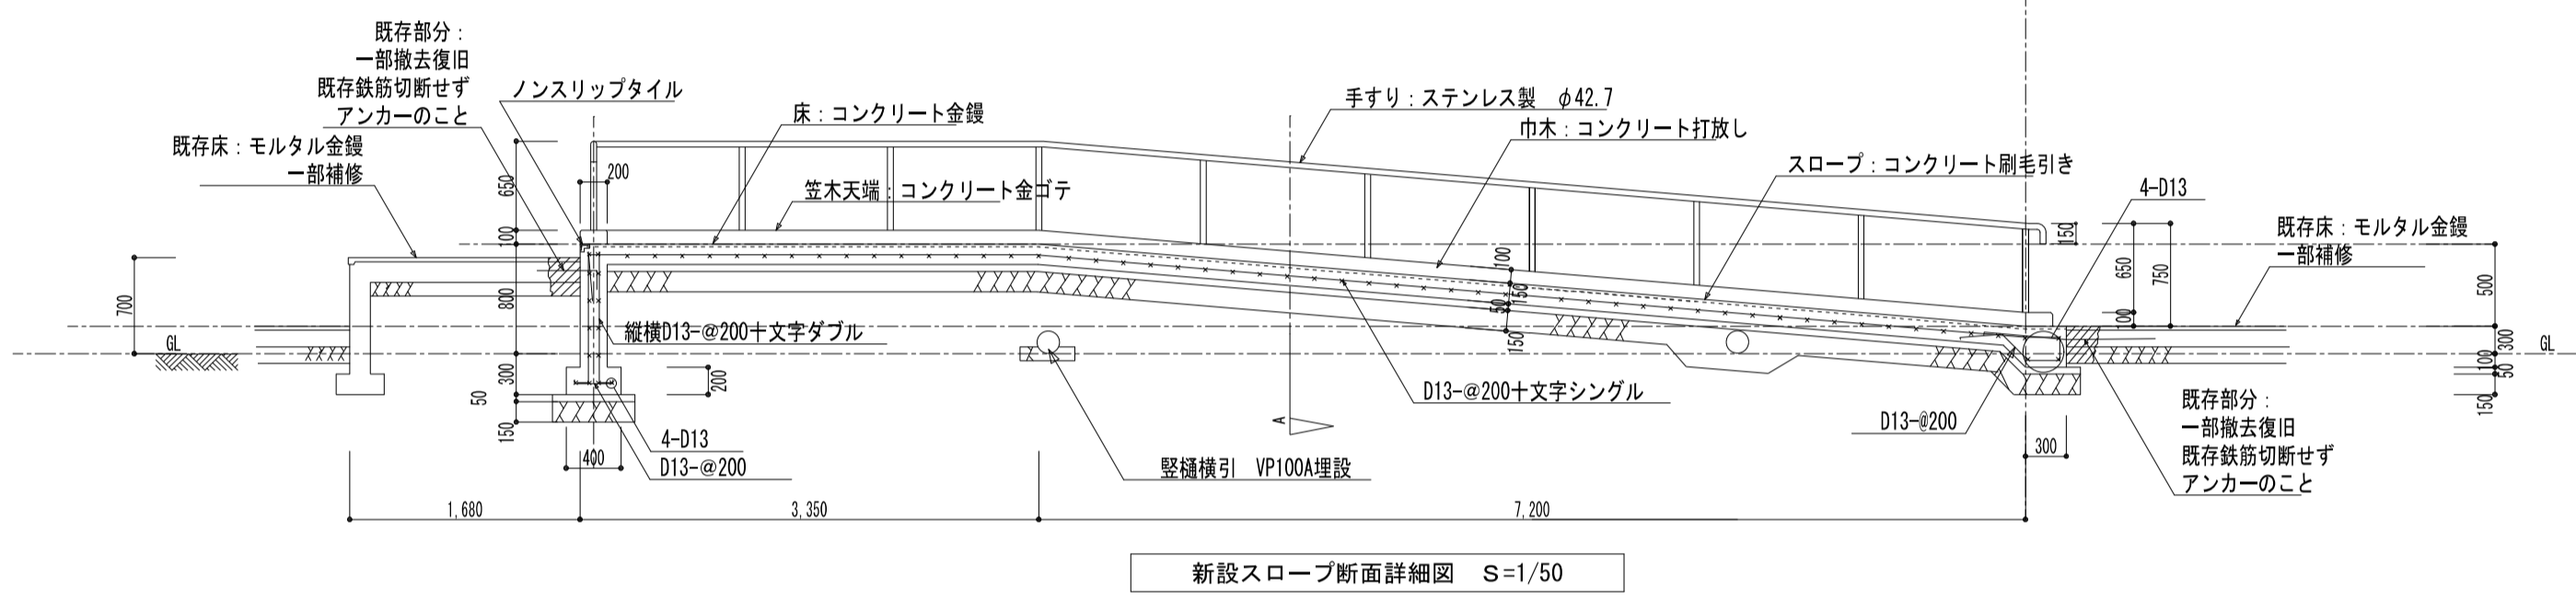 既存部分：
一部撤去復旧
既存鉄筋切断せず
アンカーのこと
既存床：モルタル金鏝
一部補修
ノンスリップタイル
床：コンクリート金鏝
笠木天端：コンクリート金ゴテ
手すり：ステンレス製　φ42.7
巾木：コンクリート打放し
スロープ：コンクリート刷毛引き
4-D13
既存床：モルタル金鏝
一部補修
650
200
100
800
700
GL
縦横D13-@200十文字ダブル
300
50
150
200
400
4-D13
D13-@200
100
150
50
150
D13-@200十文字シングル
A
竪樋横引　VP100A埋設
150
650
750
100
500
300
GL
100
50
150
D13-@200
300
既存部分：
一部撤去復旧
既存鉄筋切断せず
アンカーのこと
1,680
3,350
7,200
新設スロープ断面詳細図　S=1/50